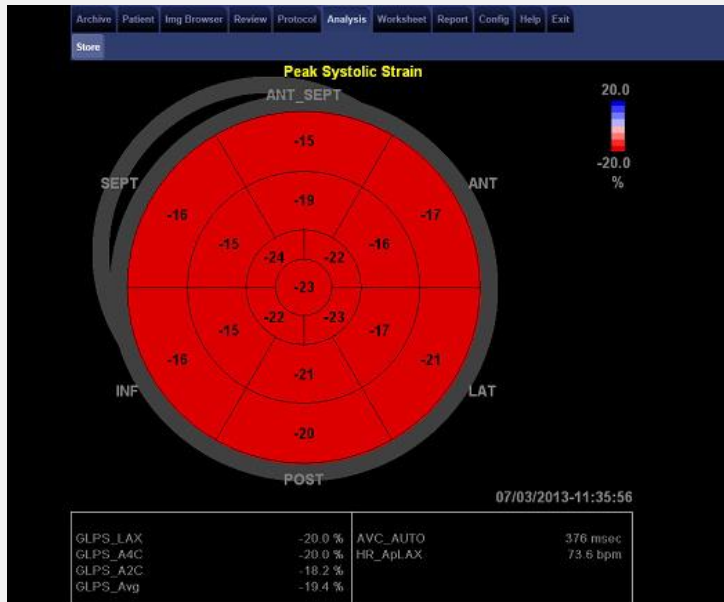 Archive Patient Img Browser Review Protocol Analysis Worksheet Report Config Help Exit
Store
Peak Systolic Strain
ANT_SEPT
20.0
-20.0
%
SEPT
ANT
-15
-16
-17
-19
-15
-16
-24
-22
-23
-22
-23
-15
-17
-16
-21
-21
-20
INF
LAT
POST
07/03/2013-11:35:56
GLPS_LAX -20.0 % AVC_AUTO 376 msec
GLPS_A4C -20.0 % HR_ApLAX 73.6 bpm
GLPS_A2C -18.2 %
GLPS_Avg -19.4 %